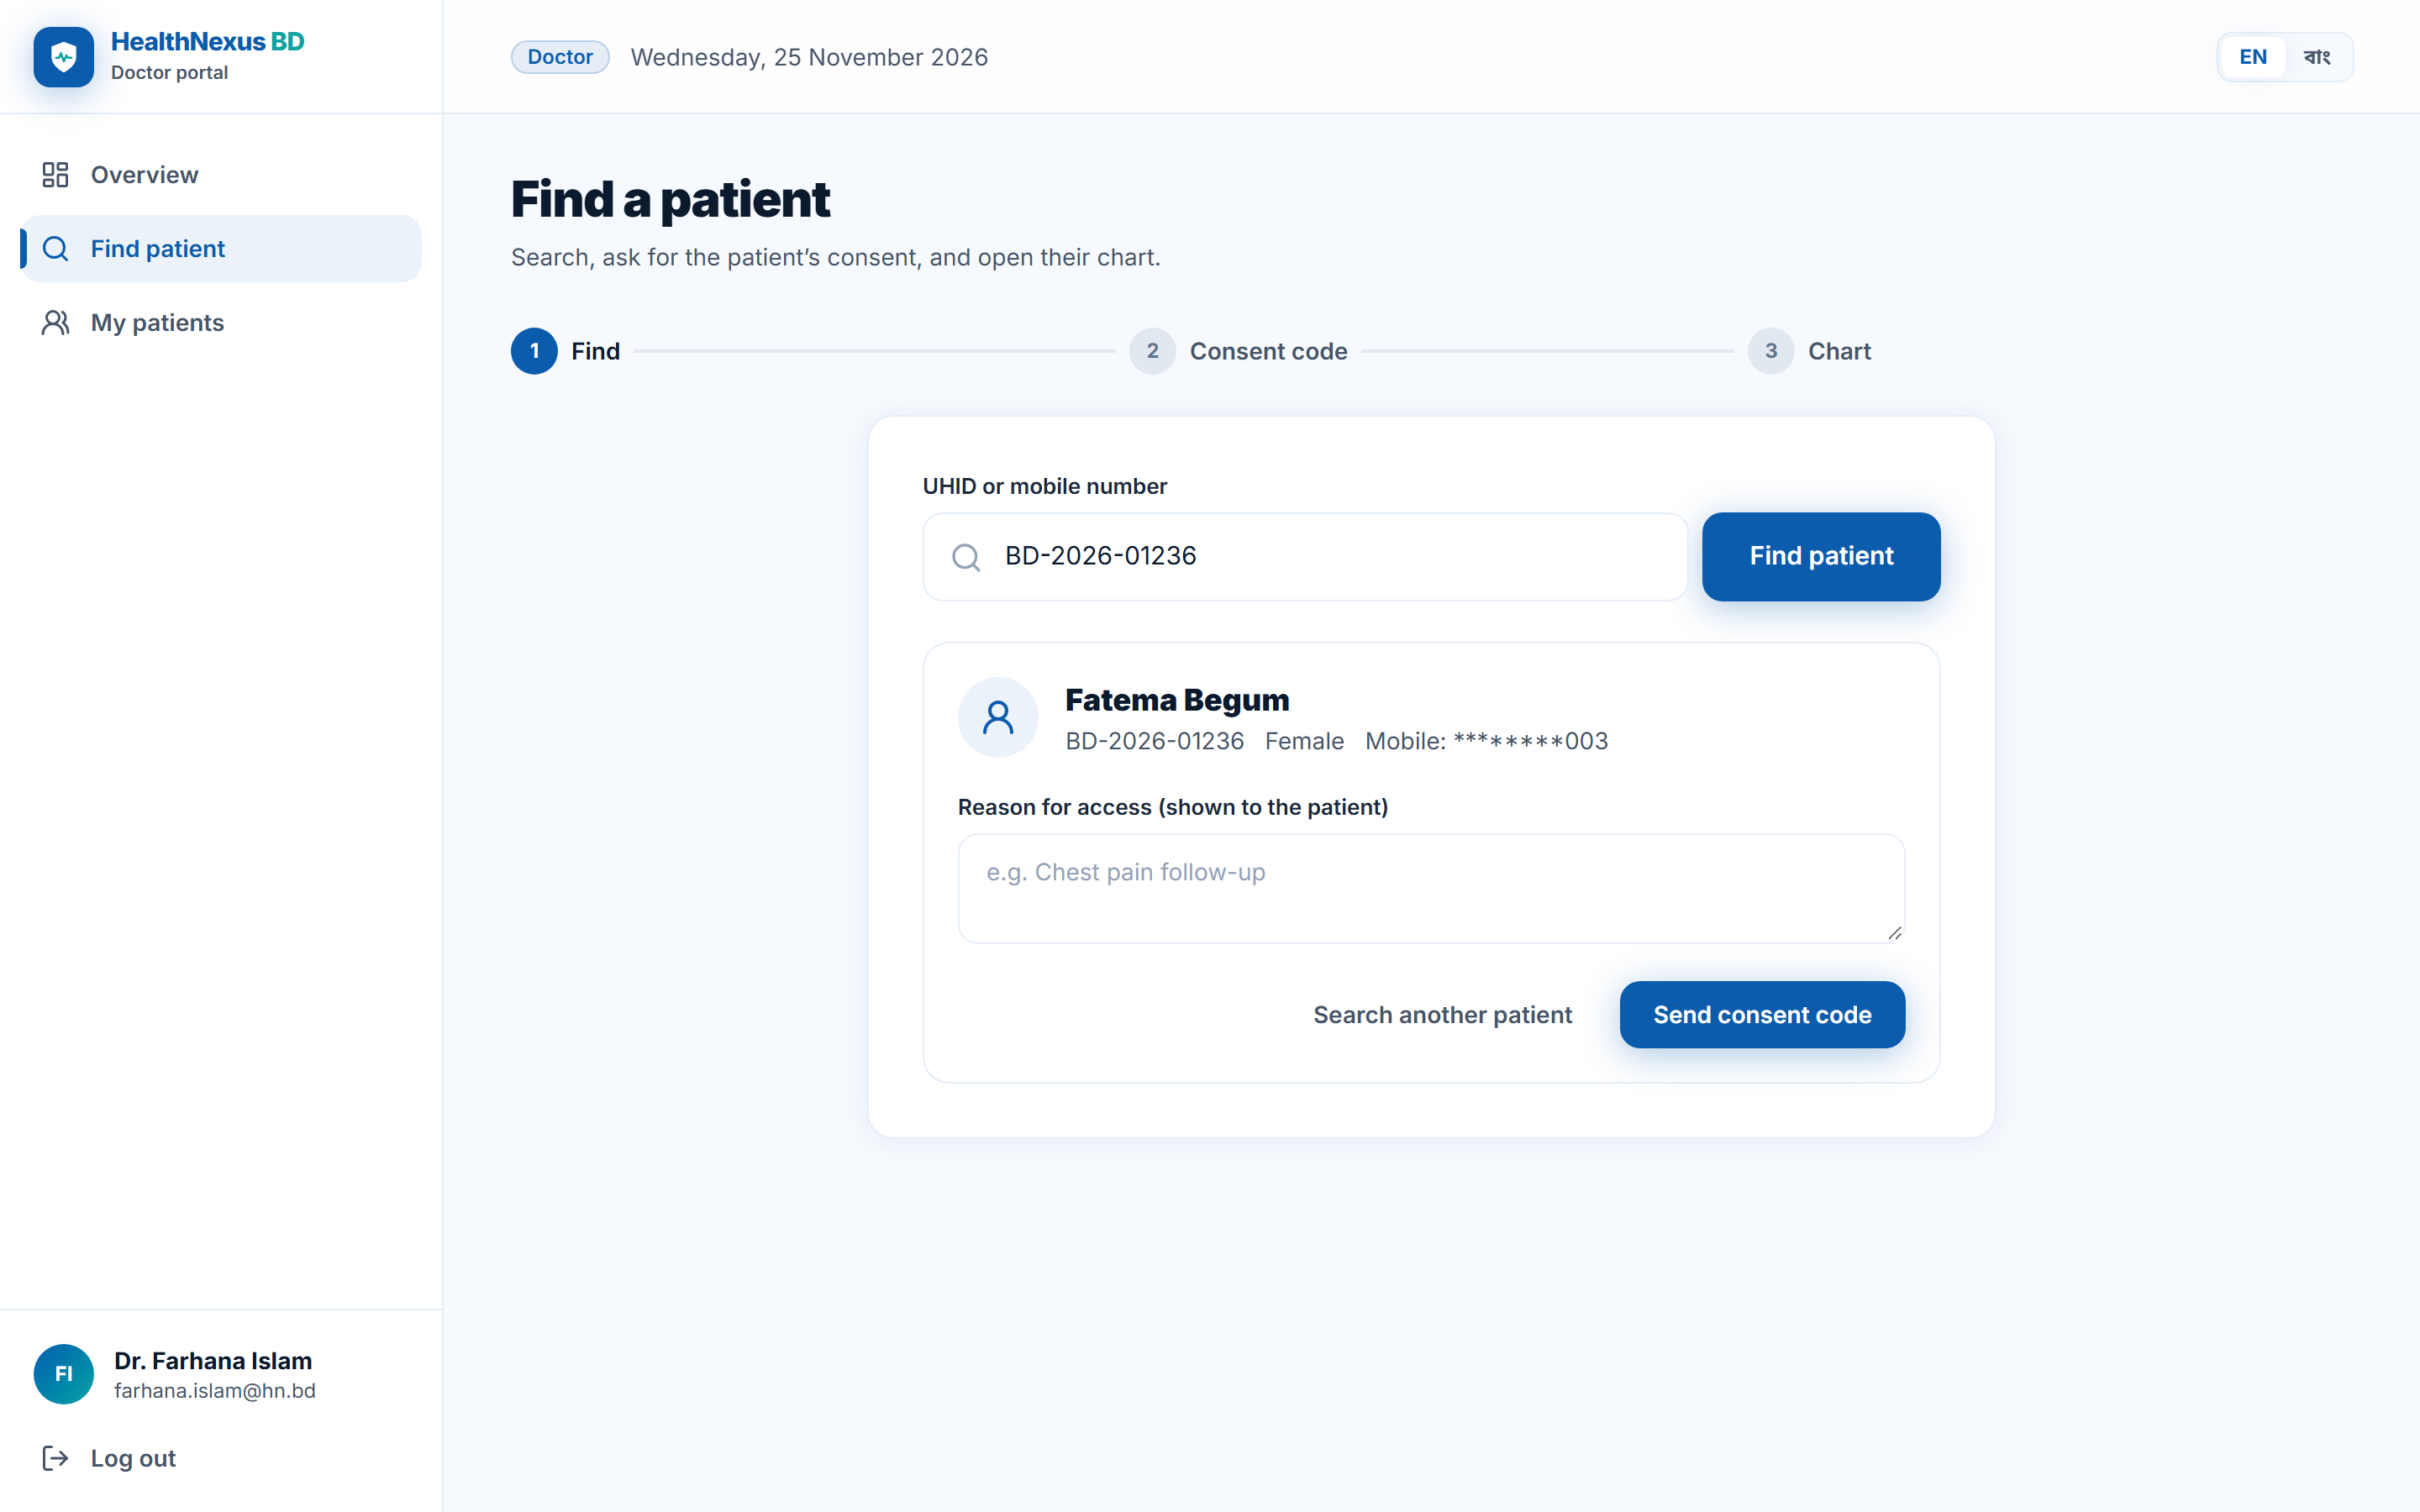 HealthNexus BD
Doctor portal
Doctor
Wednesday, 25 November 2026
EN
বাং
Overview
Find patient
My patients
Find a patient
Search, ask for the patient’s consent, and open their chart.
1
Find
2
Consent code
3
Chart
UHID or mobile number
BD-2026-01236
Find patient
Fatema Begum
BD-2026-01236 Female Mobile: ********003
Reason for access (shown to the patient)
e.g. Chest pain follow-up
Search another patient
Send consent code
FI
Dr. Farhana Islam
farhana.islam@hn.bd
Log out